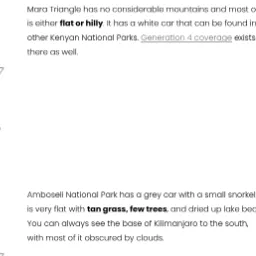 Mara Triangle has no considerable mountains and most o
is either flat or hilly. It has a white car that can be found in
other Kenyan National Parks. Generation 4 coverage exists
there as well.
Amboseli National Park has a grey car with a small snorkel
is very flat with tan grass, few trees, and dried up lake bed
You can always see the base of Kilimanjaro to the south,
with most of it obscured by clouds.